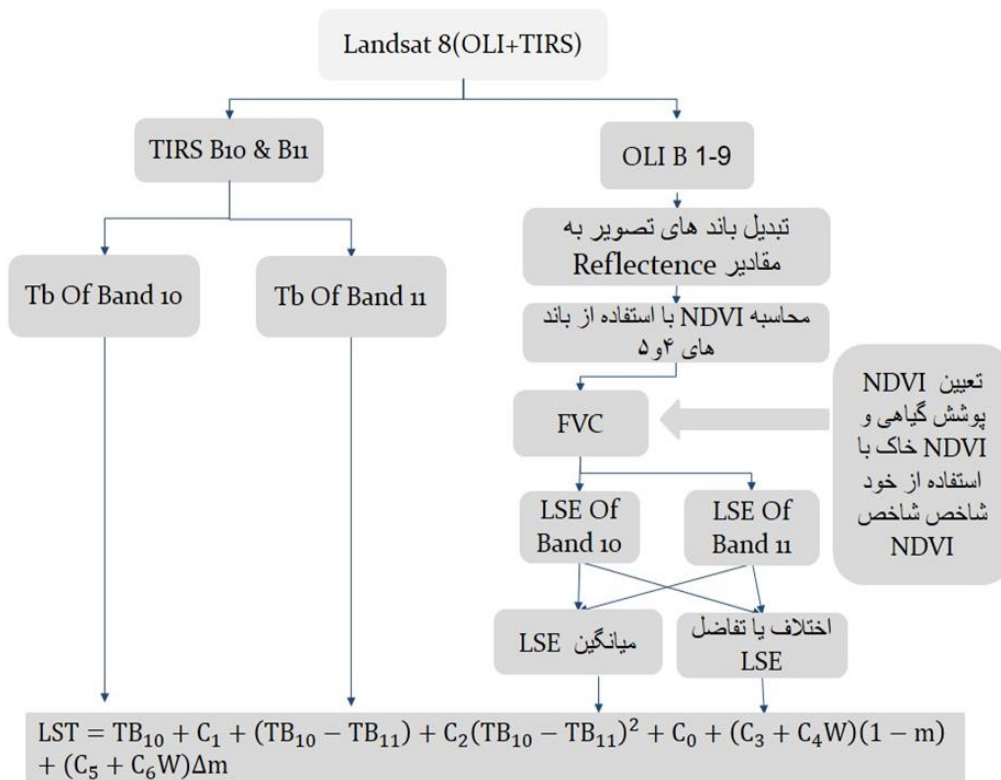 Landsat 8(OLI+TIRS)
TIRS B10 & B11
OLI B 1-9
تبدیل باند های تصویر به
مقادیر Reflectence
Tb Of Band 10
Tb Of Band 11
محاسبه NDVI با استفاده از باند
های ۴و۵
تعیین NDVI
پوشش گیاهی و
NDVI خاک با
استفاده از خود
شاخص شاخص
NDVI
FVC
LSE Of
Band 10
LSE Of
Band 11
میانگین LSE
اختلاف یا تفاضل
LSE
LST = TB₁₀ + C₁ + (TB₁₀ − TB₁₁) + C₂(TB₁₀ − TB₁₁)² + C₀ + (C₃ + C₄W)(1 − m)
+ (C₅ + C₆W)Δm